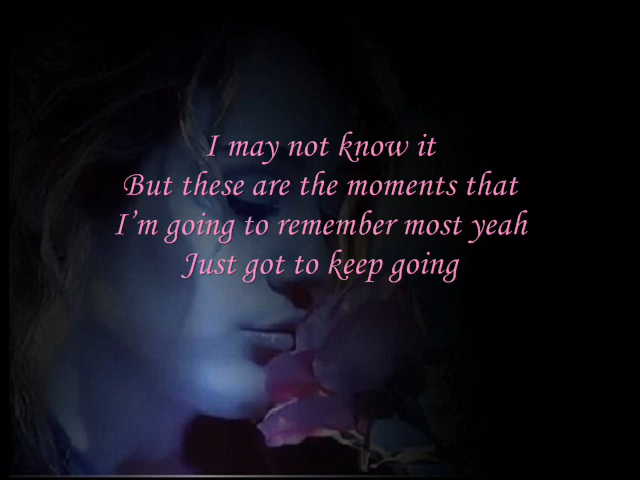 I may not know it
But these are the moments that
I’m going to remember most yeah
Just got to keep going